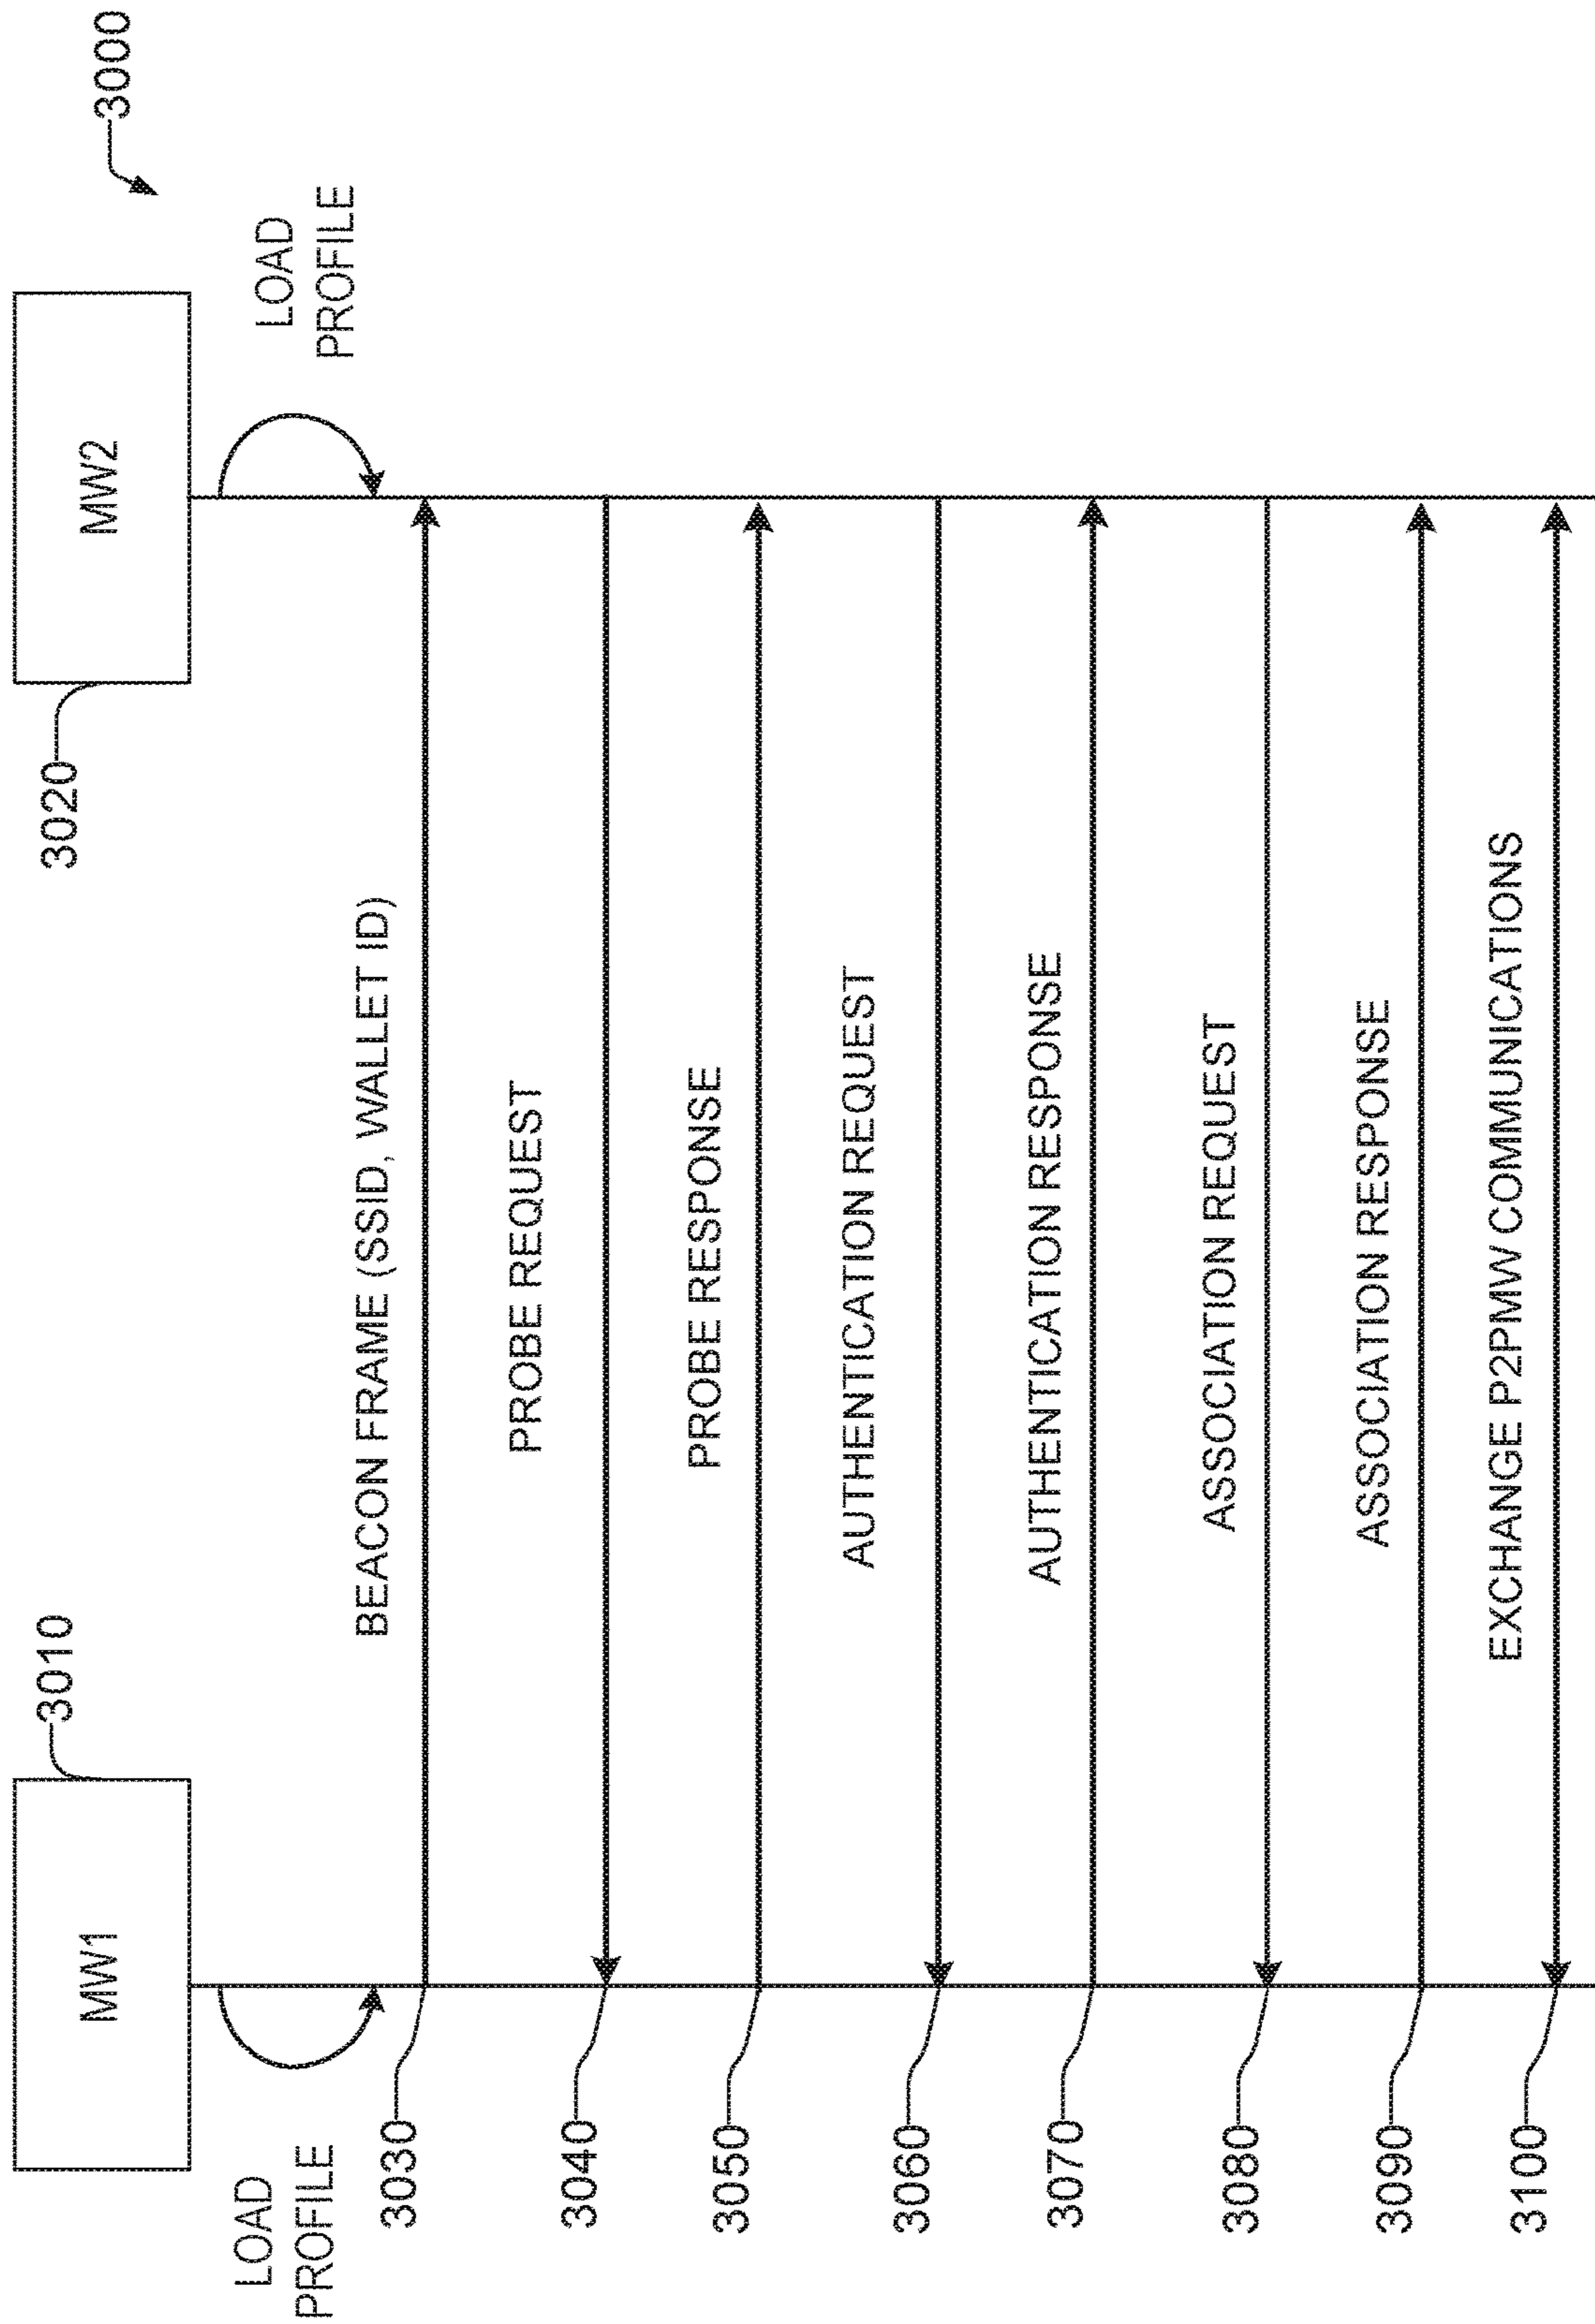 3000
MW1
3010
3020
MW2
LOAD
PROFILE
LOAD
PROFILE
3030
BEACON FRAME (SSID, WALLET ID)
3040
PROBE REQUEST
3050
PROBE RESPONSE
3060
AUTHENTICATION REQUEST
3070
AUTHENTICATION RESPONSE
3080
ASSOCIATION REQUEST
3090
ASSOCIATION RESPONSE
3100
EXCHANGE P2PMW COMMUNICATIONS